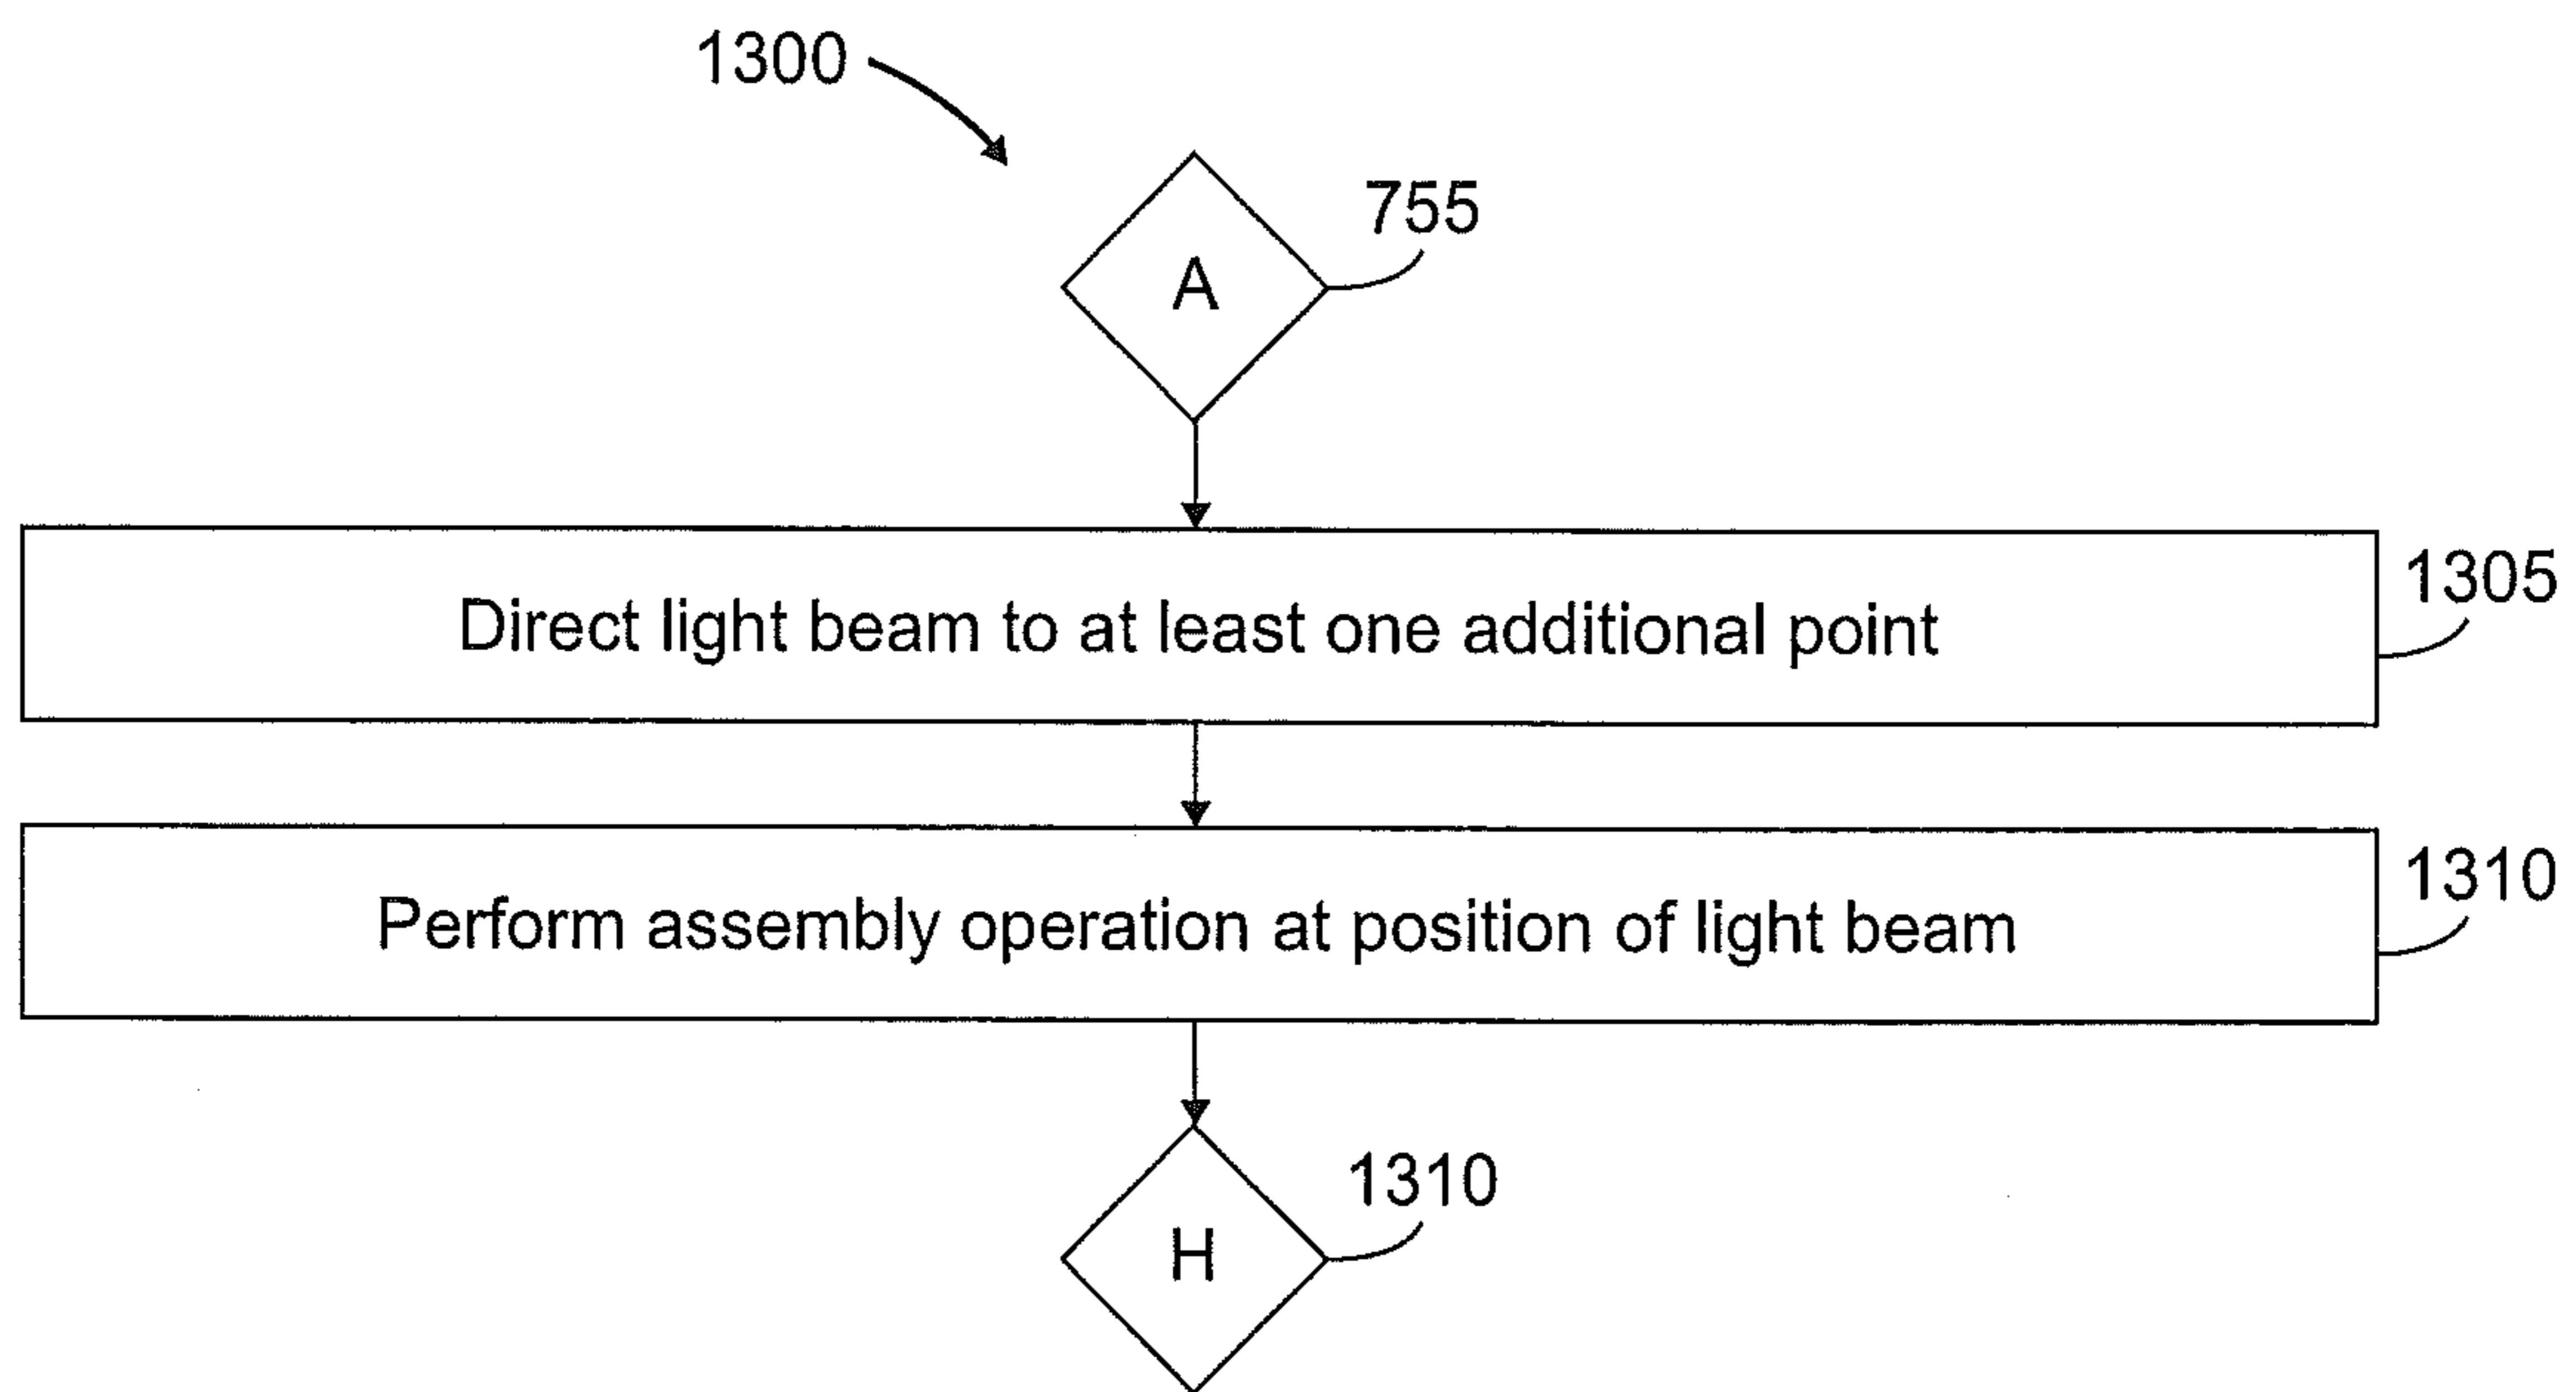 1300
755
A
1305
Direct light beam to at least one additional point
1310
Perform assembly operation at position of light beam
1310
H